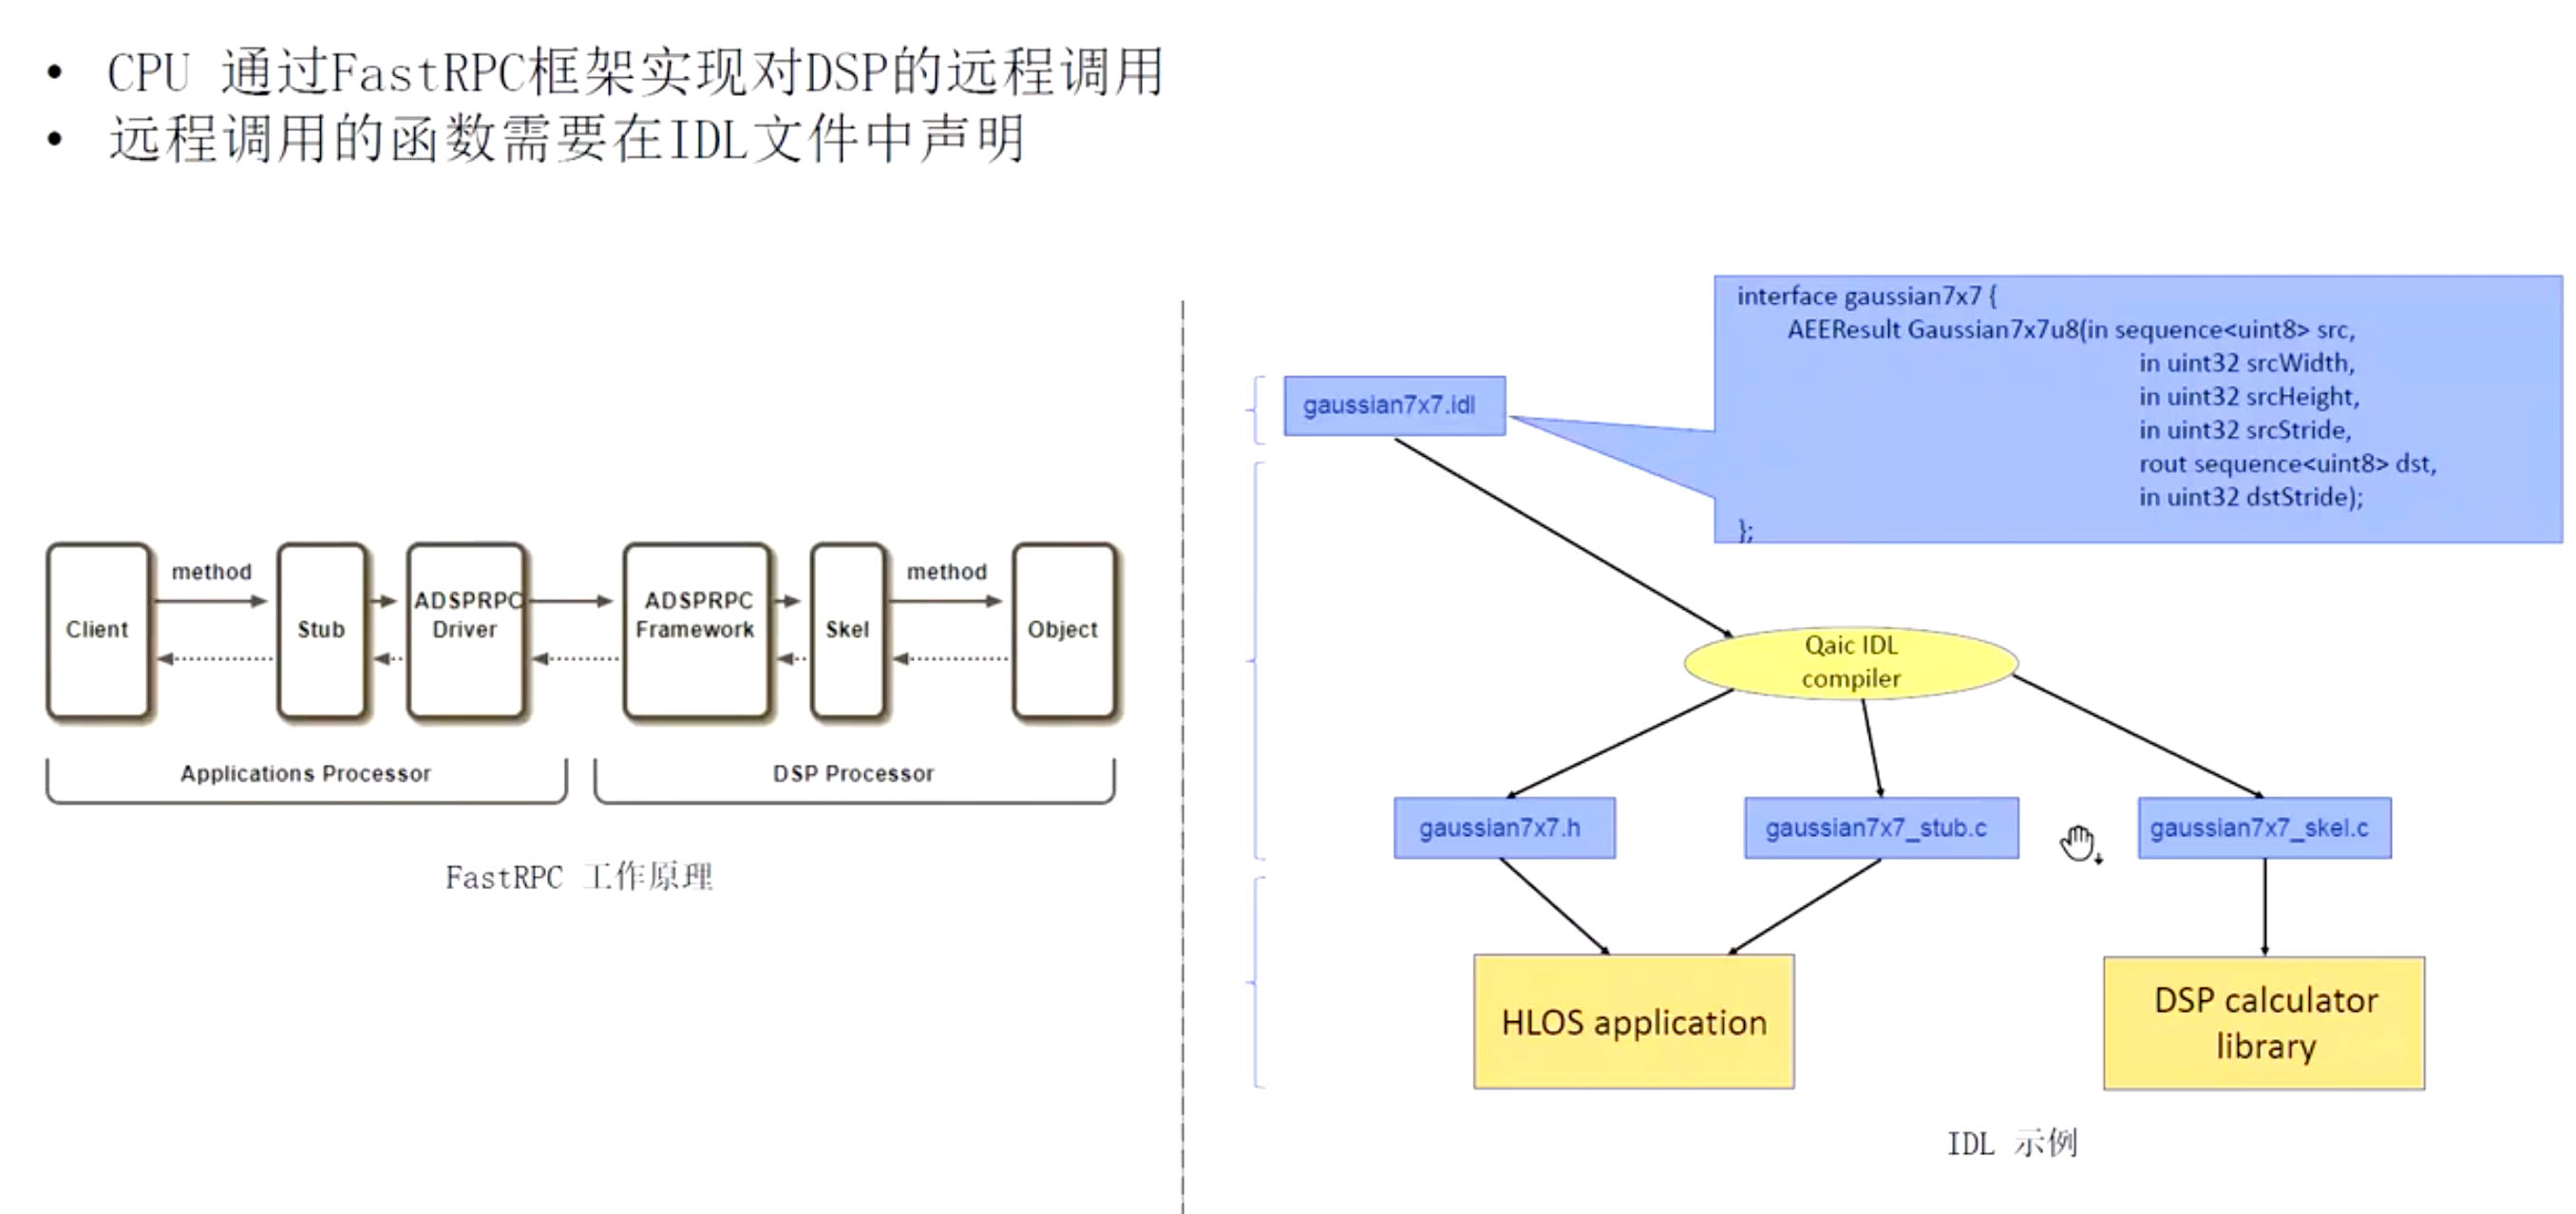 • CPU 通过FastRPC框架实现对DSP的远程调用
• 远程调用的函数需要在IDL文件中声明
Client
method
Stub
ADSPRPC
Driver
ADSPRPC
Framework
Skel
method
Object
Applications Processor
DSP Processor
FastRPC 工作原理
gaussian7x7.idl
interface gaussian7x7 {
AEEResult Gaussian7x7u8(in sequence<uint8> src,
in uint32 srcWidth,
in uint32 srcHeight,
in uint32 srcStride,
rout sequence<uint8> dst,
in uint32 dstStride);
};
Qaic IDL
compiler
gaussian7x7.h
gaussian7x7_stub.c
gaussian7x7_skel.c
HLOS application
DSP calculator
library
IDL 示例